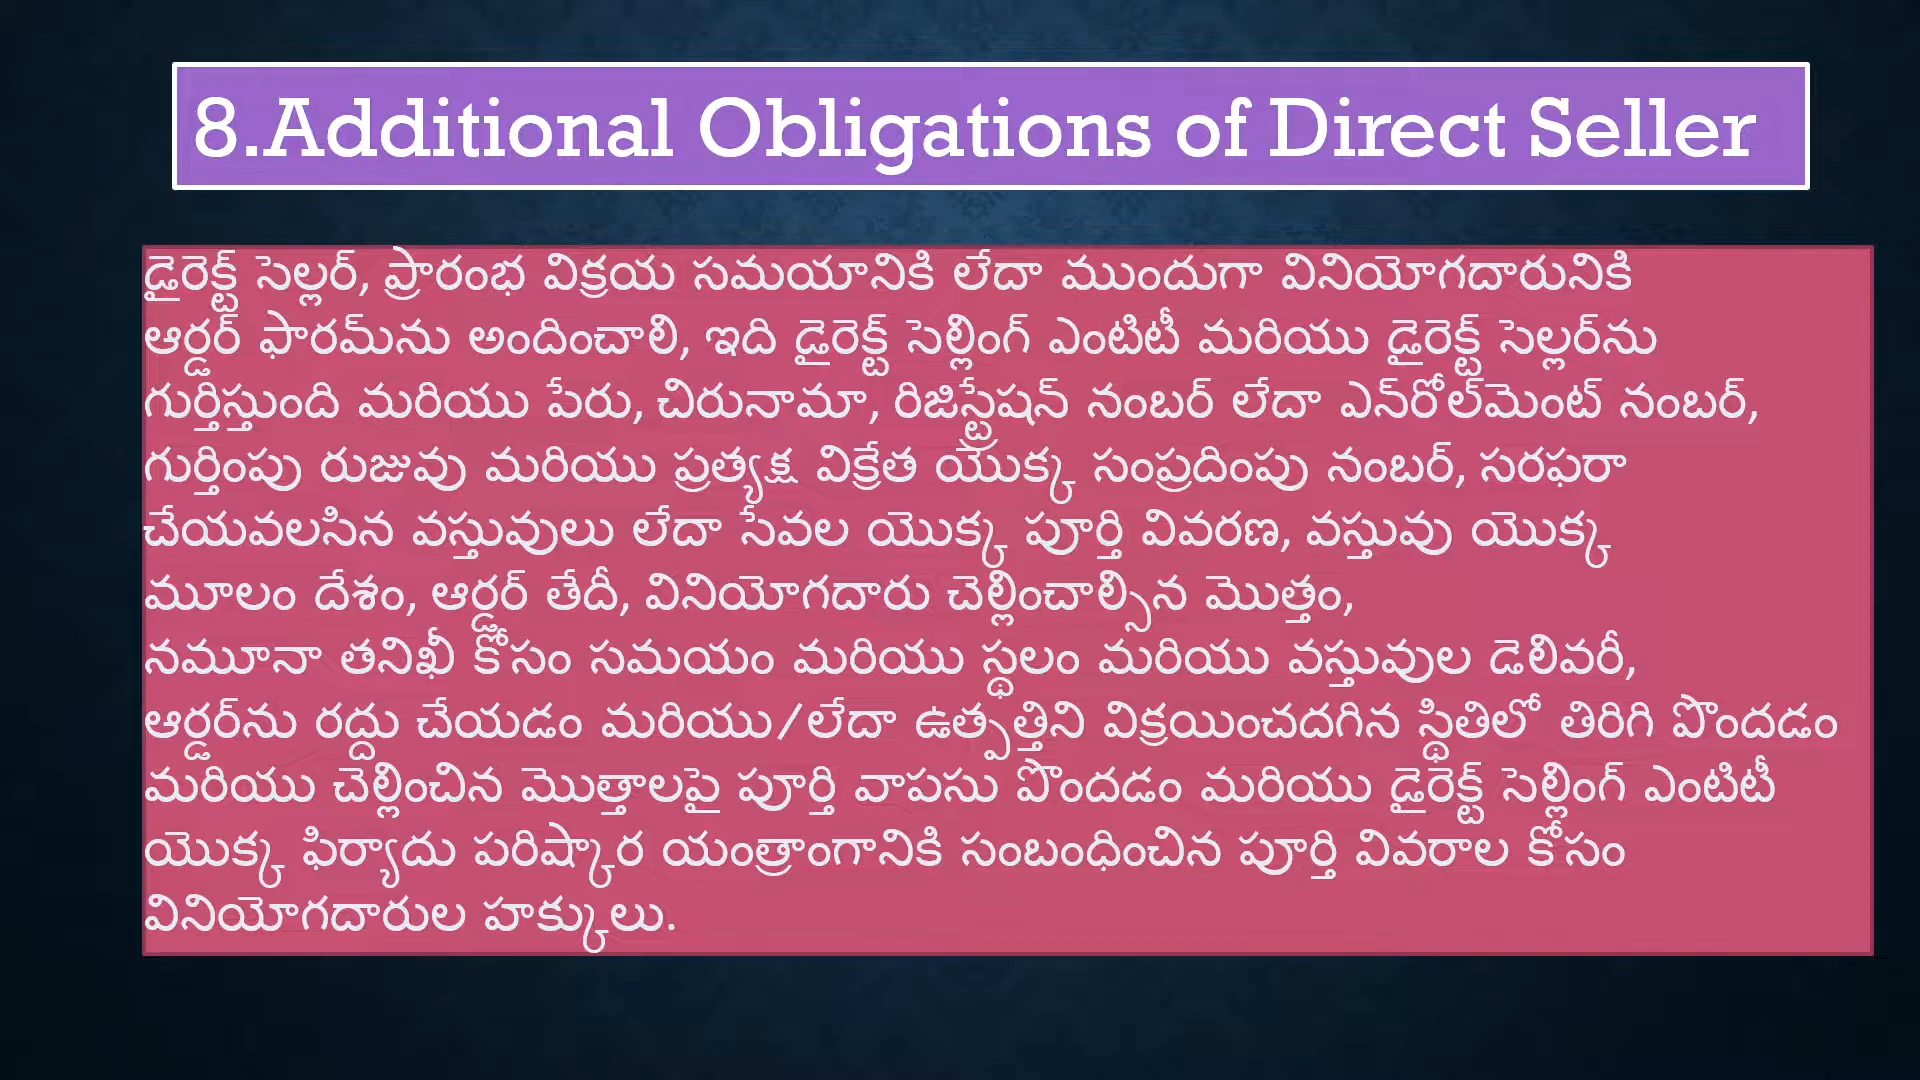 8.Additional Obligations of Direct Seller
డైరెక్ట్ సెల్లర్, ప్రారంభ విక్రయ సమయానికి లేదా ముందుగా వినియోగదారునికి
ఆర్డర్ ఫారమ్‌ను అందించాలి, ఇది డైరెక్ట్ సెల్లింగ్ ఎంటిటీ మరియు డైరెక్ట్ సెల్లర్‌ను
గుర్తిస్తుంది మరియు పేరు, చిరునామా, రిజిస్ట్రేషన్ నంబర్ లేదా ఎన్‌రోల్‌మెంట్ నంబర్,
గుర్తింపు రుజువు మరియు ప్రత్యక్ష విక్రేత యొక్క సంప్రదింపు నంబర్, సరఫరా
చేయవలసిన వస్తువులు లేదా సేవల యొక్క పూర్తి వివరణ, వస్తువు యొక్క
మూలం దేశం, ఆర్డర్ తేదీ, వినియోగదారు చెల్లించాల్సిన మొత్తం,
నమూనా తనిఖీ కోసం సమయం మరియు స్థలం మరియు వస్తువుల డెలివరీ,
ఆర్డర్‌ను రద్దు చేయడం మరియు/లేదా ఉత్పత్తిని విక్రయించదగిన స్థితిలో తిరిగి పొందడం
మరియు చెల్లించిన మొత్తాలపై పూర్తి వాపసు పొందడం మరియు డైరెక్ట్ సెల్లింగ్ ఎంటిటీ
యొక్క ఫిర్యాదు పరిష్కార యంత్రాంగానికి సంబంధించిన పూర్తి వివరాల కోసం
వినియోగదారుల హక్కులు.